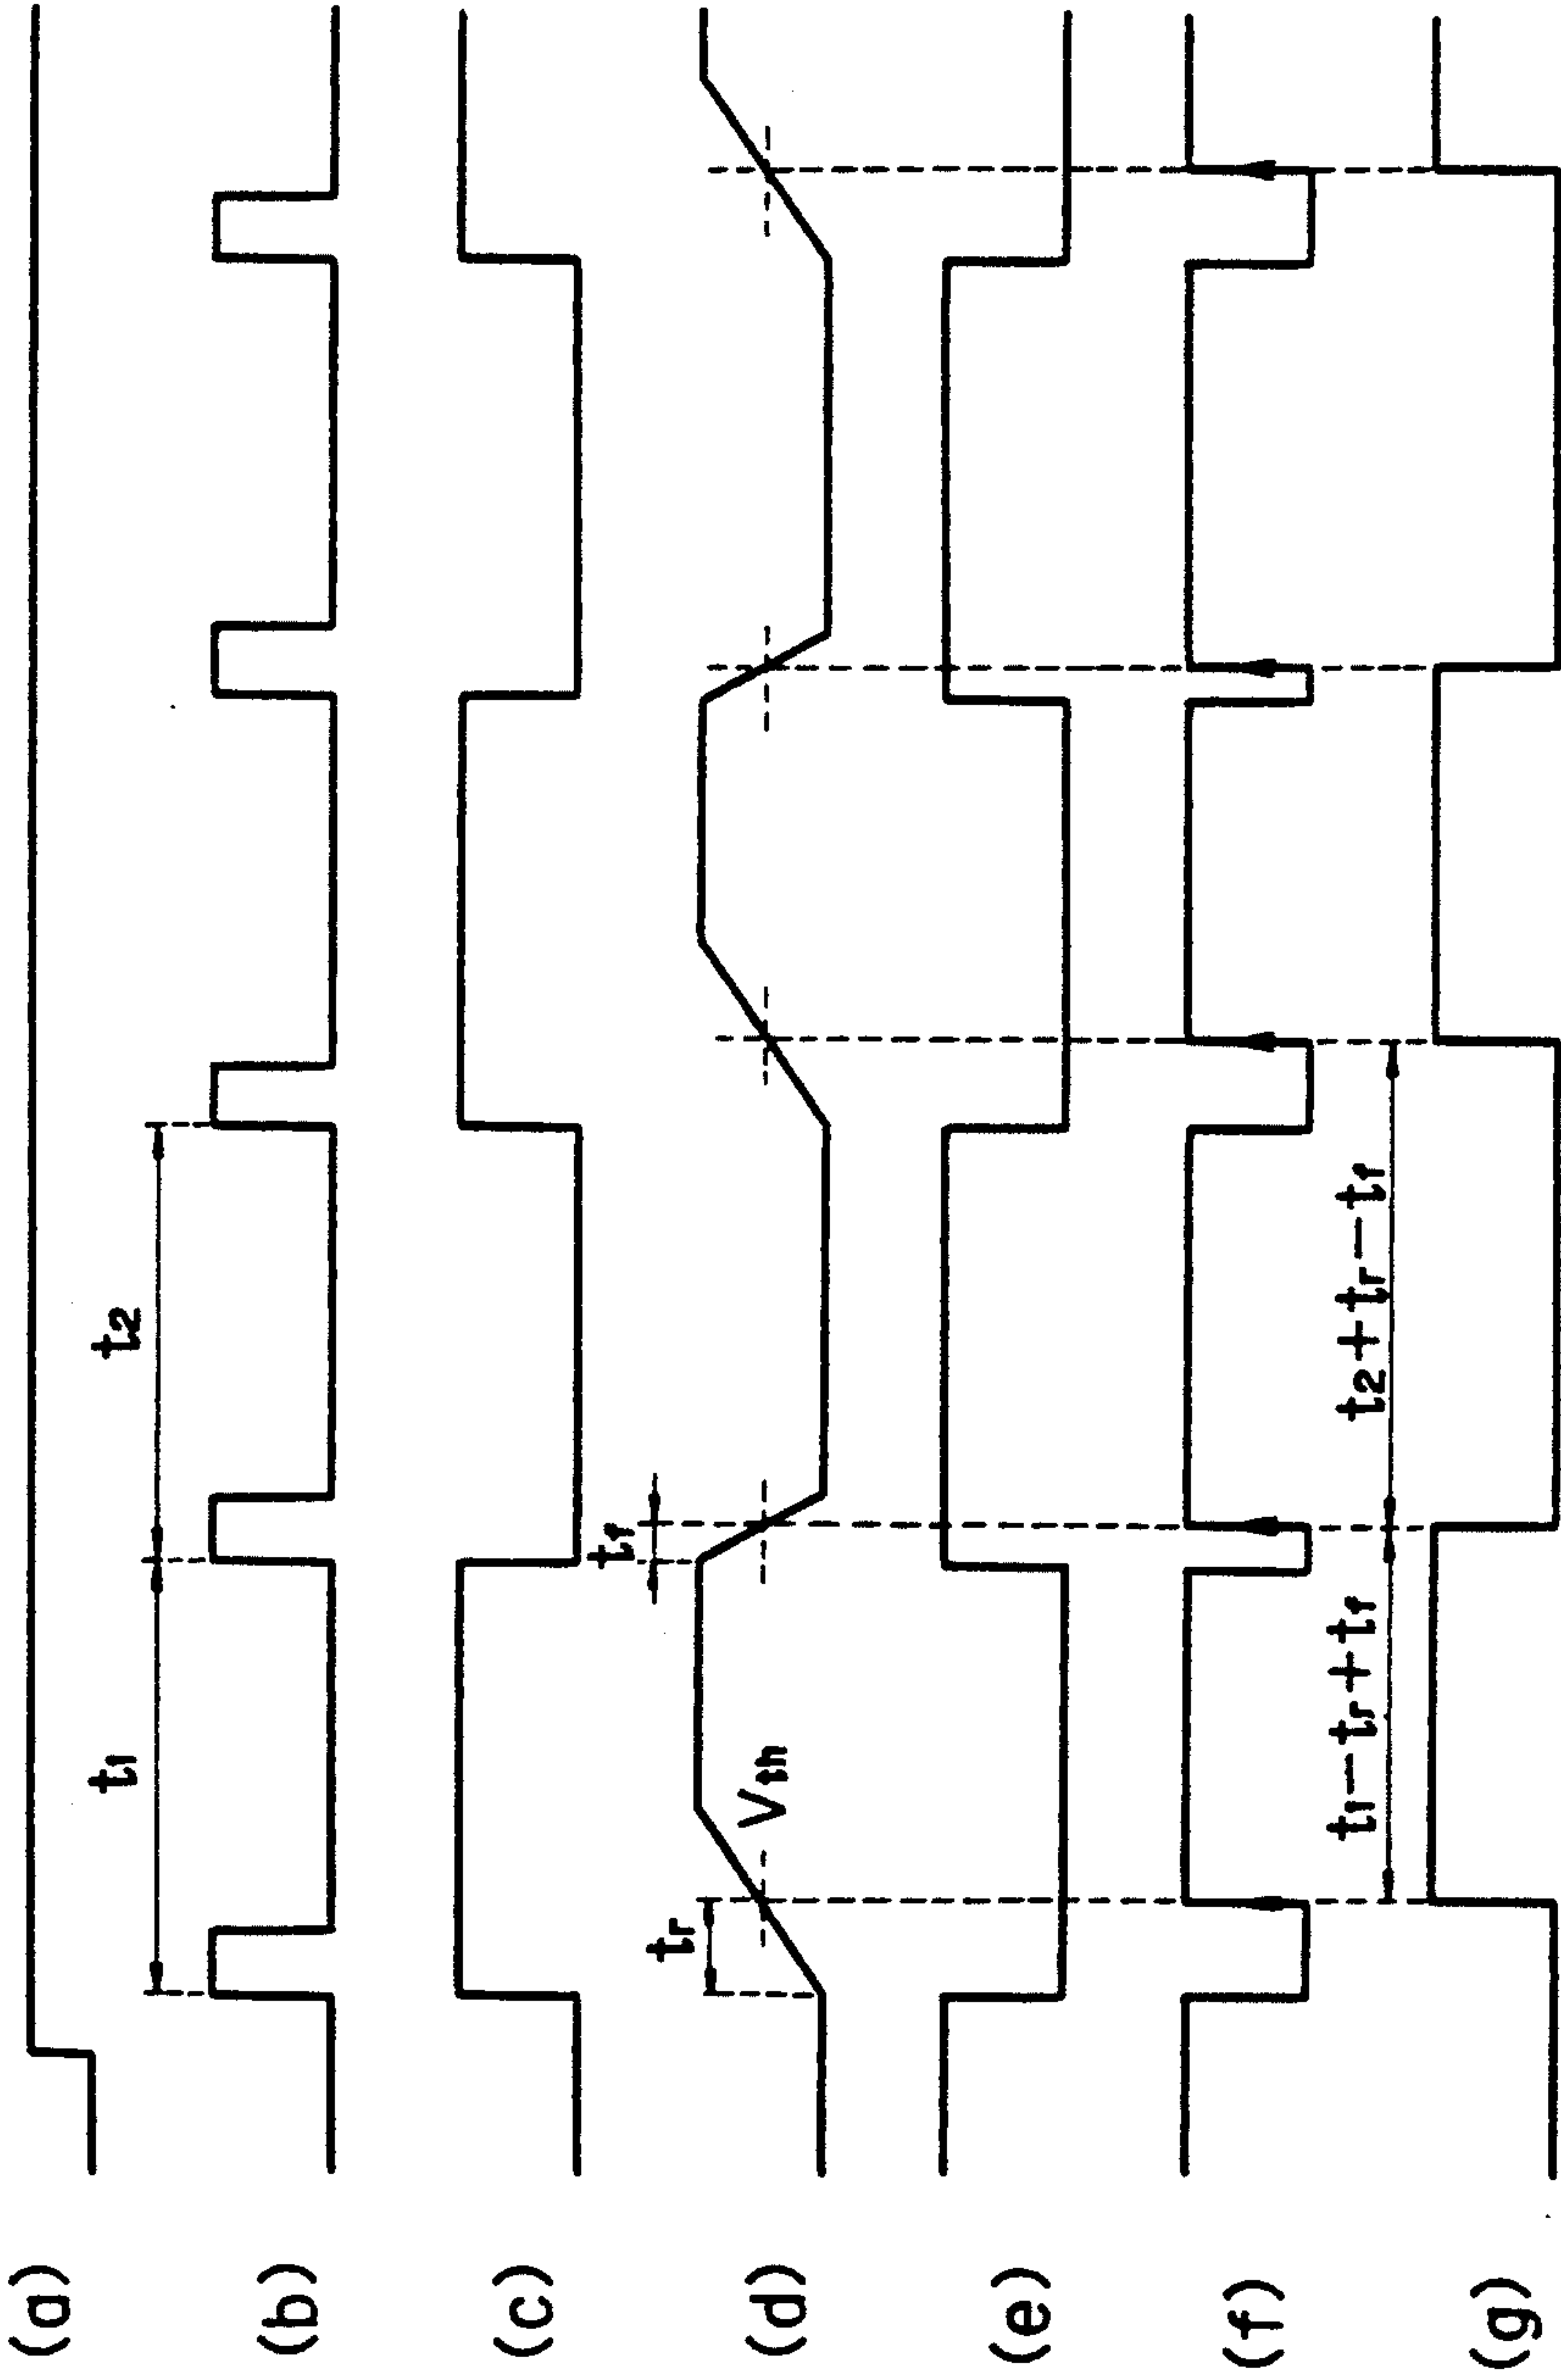 (a)
t₁
t₂
(b)
(c)
tr
tf
Vth
(d)
(e)
(f)
t₁−tr+tf
t₂+tr−tf
(g)